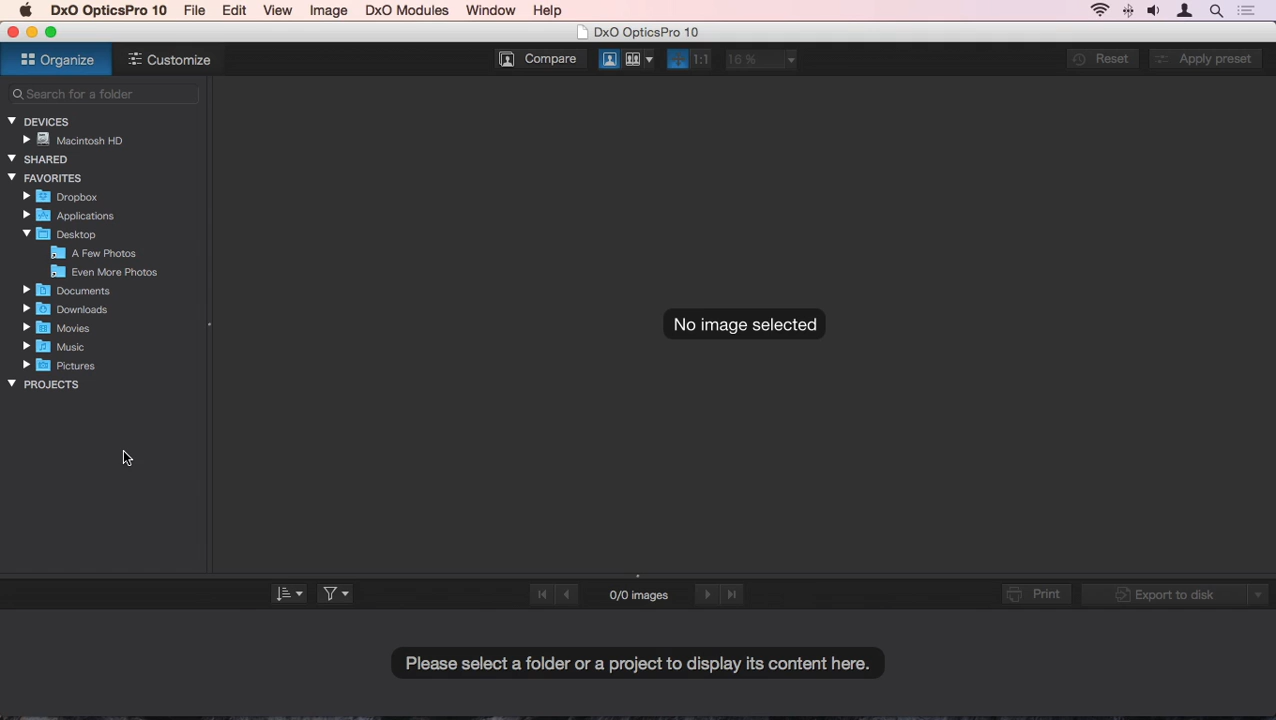 DxO OpticsPro 10 File Edit View Image DxO Modules Window Help
DxO OpticsPro 10
Organize Customize Compare 1:1 16 % Reset Apply preset
Search for a folder
DEVICES
Macintosh HD
SHARED
FAVORITES
Dropbox
Applications
Desktop
A Few Photos
Even More Photos
Documents
Downloads
Movies
Music
Pictures
PROJECTS
No image selected
0/0 images Print Export to disk
Please select a folder or a project to display its content here.